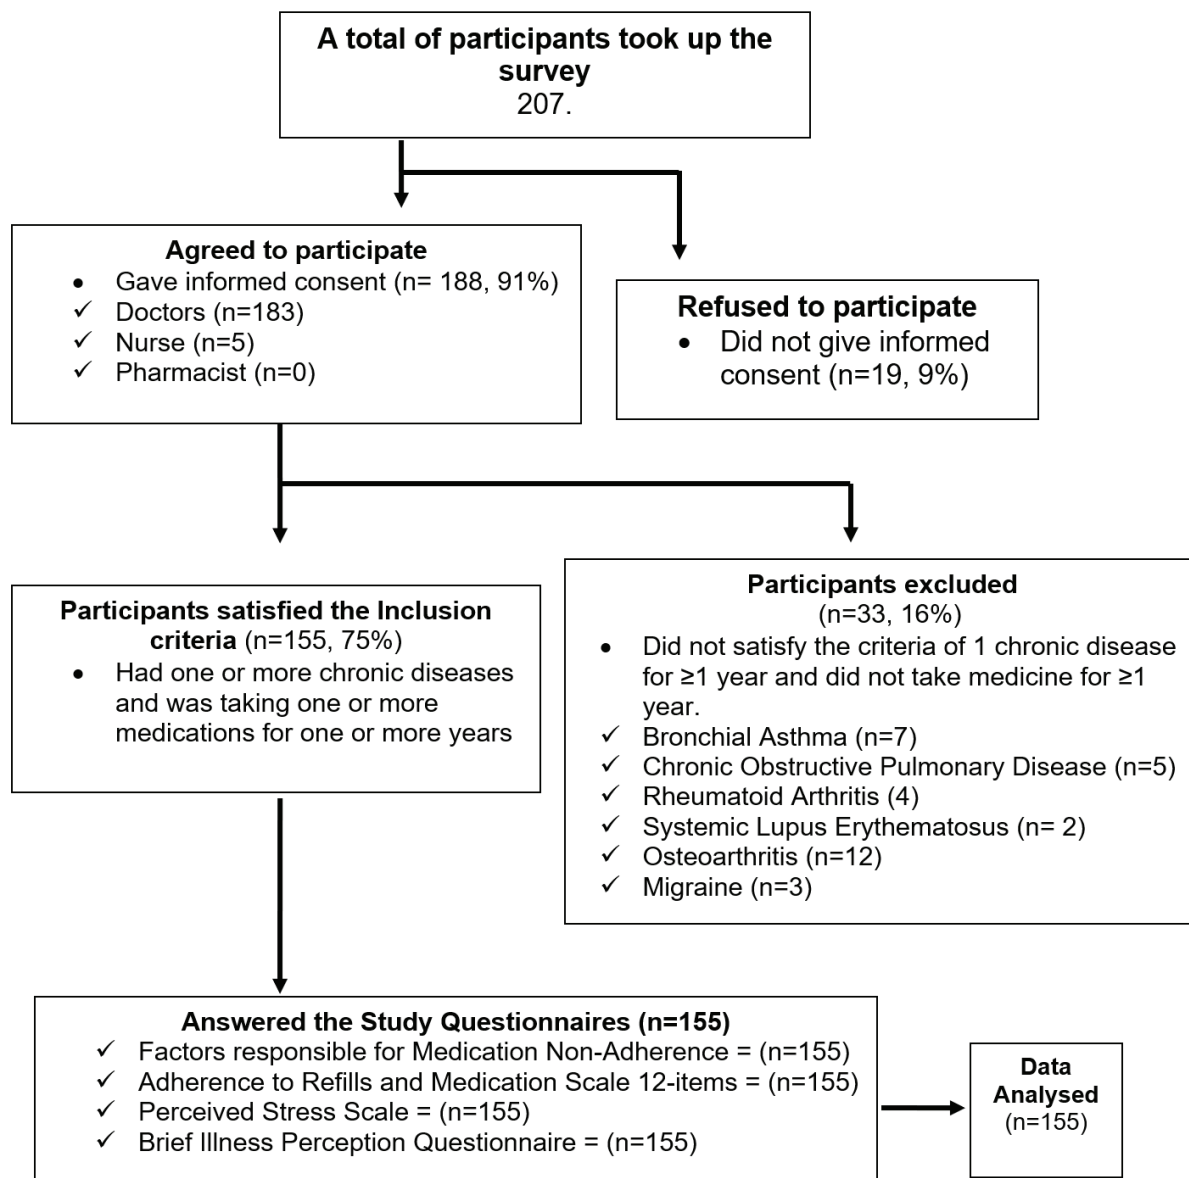 A total of participants took up the
survey
207.
Agreed to participate
• Gave informed consent (n= 188, 91%)
✓ Doctors (n=183)
✓ Nurse (n=5)
✓ Pharmacist (n=0)
Refused to participate
• Did not give informed
consent (n=19, 9%)
Participants satisfied the Inclusion
criteria (n=155, 75%)
• Had one or more chronic diseases
and was taking one or more
medications for one or more years
Participants excluded
(n=33, 16%)
• Did not satisfy the criteria of 1 chronic disease
for ≥1 year and did not take medicine for ≥1
year.
✓ Bronchial Asthma (n=7)
✓ Chronic Obstructive Pulmonary Disease (n=5)
✓ Rheumatoid Arthritis (4)
✓ Systemic Lupus Erythematosus (n= 2)
✓ Osteoarthritis (n=12)
✓ Migraine (n=3)
Answered the Study Questionnaires (n=155)
✓ Factors responsible for Medication Non-Adherence = (n=155)
✓ Adherence to Refills and Medication Scale 12-items = (n=155)
✓ Perceived Stress Scale = (n=155)
✓ Brief Illness Perception Questionnaire = (n=155)
Data
Analysed
(n=155)